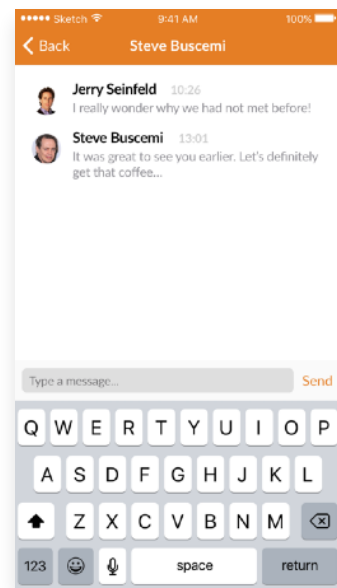 Sketch 9:41 AM 100%
Back Steve Buscemi
Jerry Seinfeld 10:26
I really wonder why we had not met before!
Steve Buscemi 13:01
It was great to see you earlier. Let's definitely
get that coffee...
Type a message... Send
Q W E R T Y U I O P
A S D F G H J K L
Z X C V B N M
123 space return